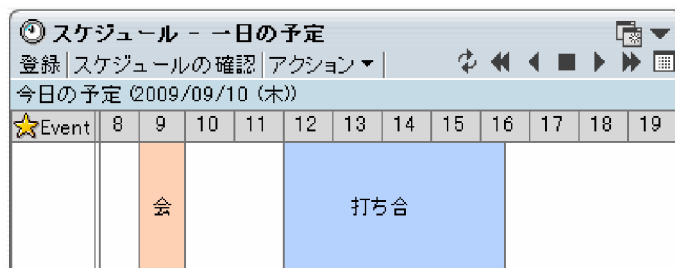 スケジュール - 一日の予定
登録|スケジュールの確認|アクション▼|
今日の予定 (2009/09/10 (木))
Event 8 9 10 11 12 13 14 15 16 17 18 19
会 打ち合